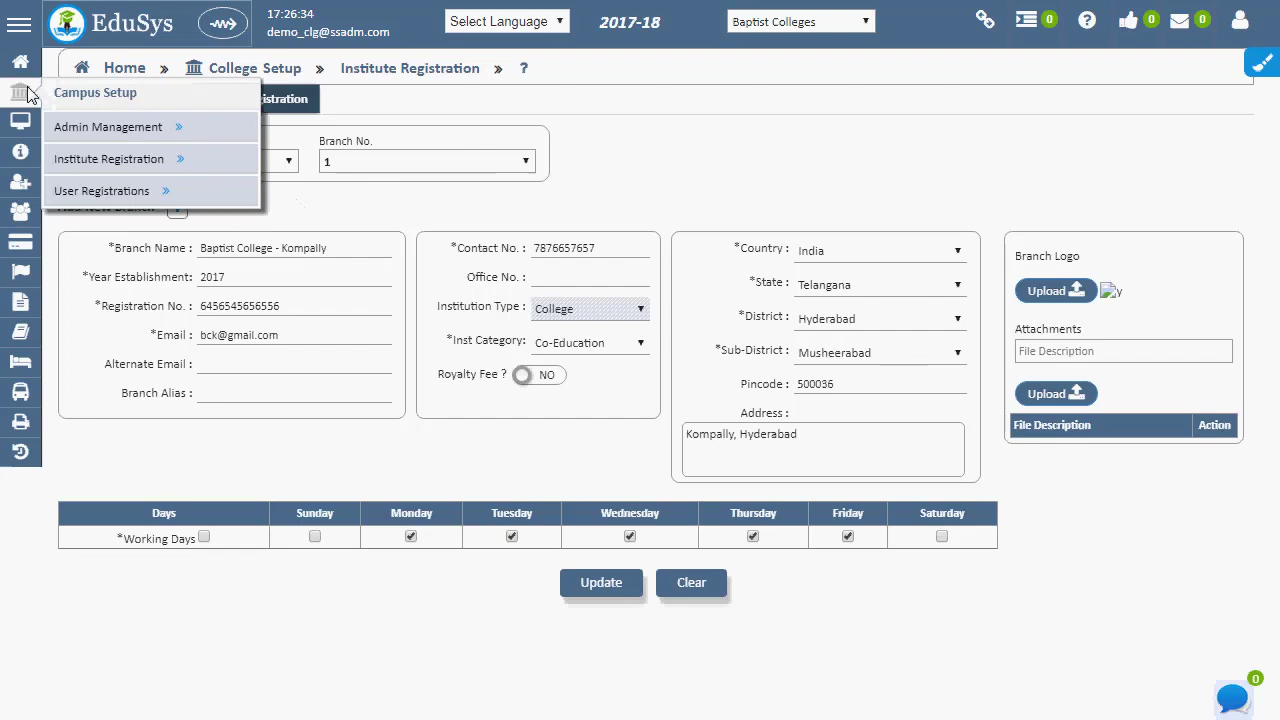 EduSys
17:26:34
demo_clg@ssadm.com
Select Language
2017-18
Baptist Colleges
0
0
0
Home » College Setup » Institute Registration » ?
Campus Setup
Admin Management »
Institute Registration »
User Registrations »
istration
Branch No.
1
*Branch Name : Baptist College - Kompally
*Year Establishment: 2017
*Registration No. : 6456545656556
*Email : bck@gmail.com
Alternate Email :
Branch Alias :
*Contact No. : 7876657657
Office No. :
Institution Type : College
*Inst Category: Co-Education
Royalty Fee ? NO
*Country : India
*State : Telangana
*District : Hyderabad
*Sub-District : Musheerabad
Pincode : 500036
Address :
Kompally, Hyderabad
Branch Logo
Upload y
Attachments
File Description
Upload
File Description Action
Days Sunday Monday Tuesday Wednesday Thursday Friday Saturday
*Working Days
Update Clear
0